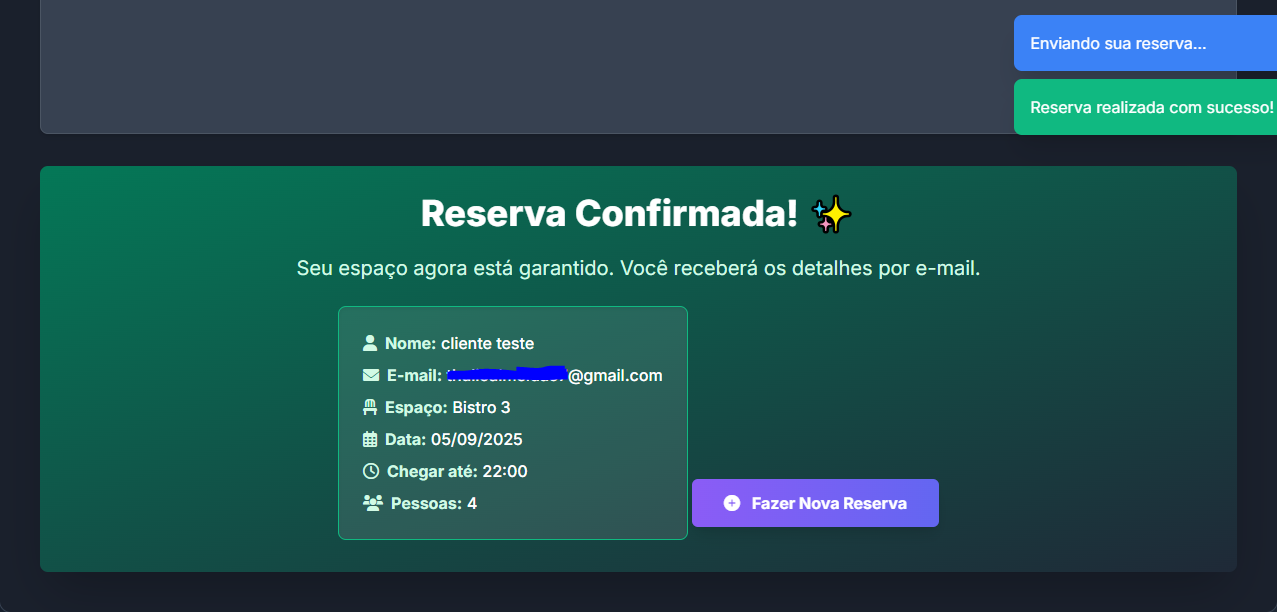 Enviando sua reserva...
Reserva realizada com sucesso!
Reserva Confirmada! ✨
Seu espaço agora está garantido. Você receberá os detalhes por e-mail.
Nome: cliente teste
E-mail: @gmail.com
Espaço: Bistro 3
Data: 05/09/2025
Chegar até: 22:00
Pessoas: 4
Fazer Nova Reserva